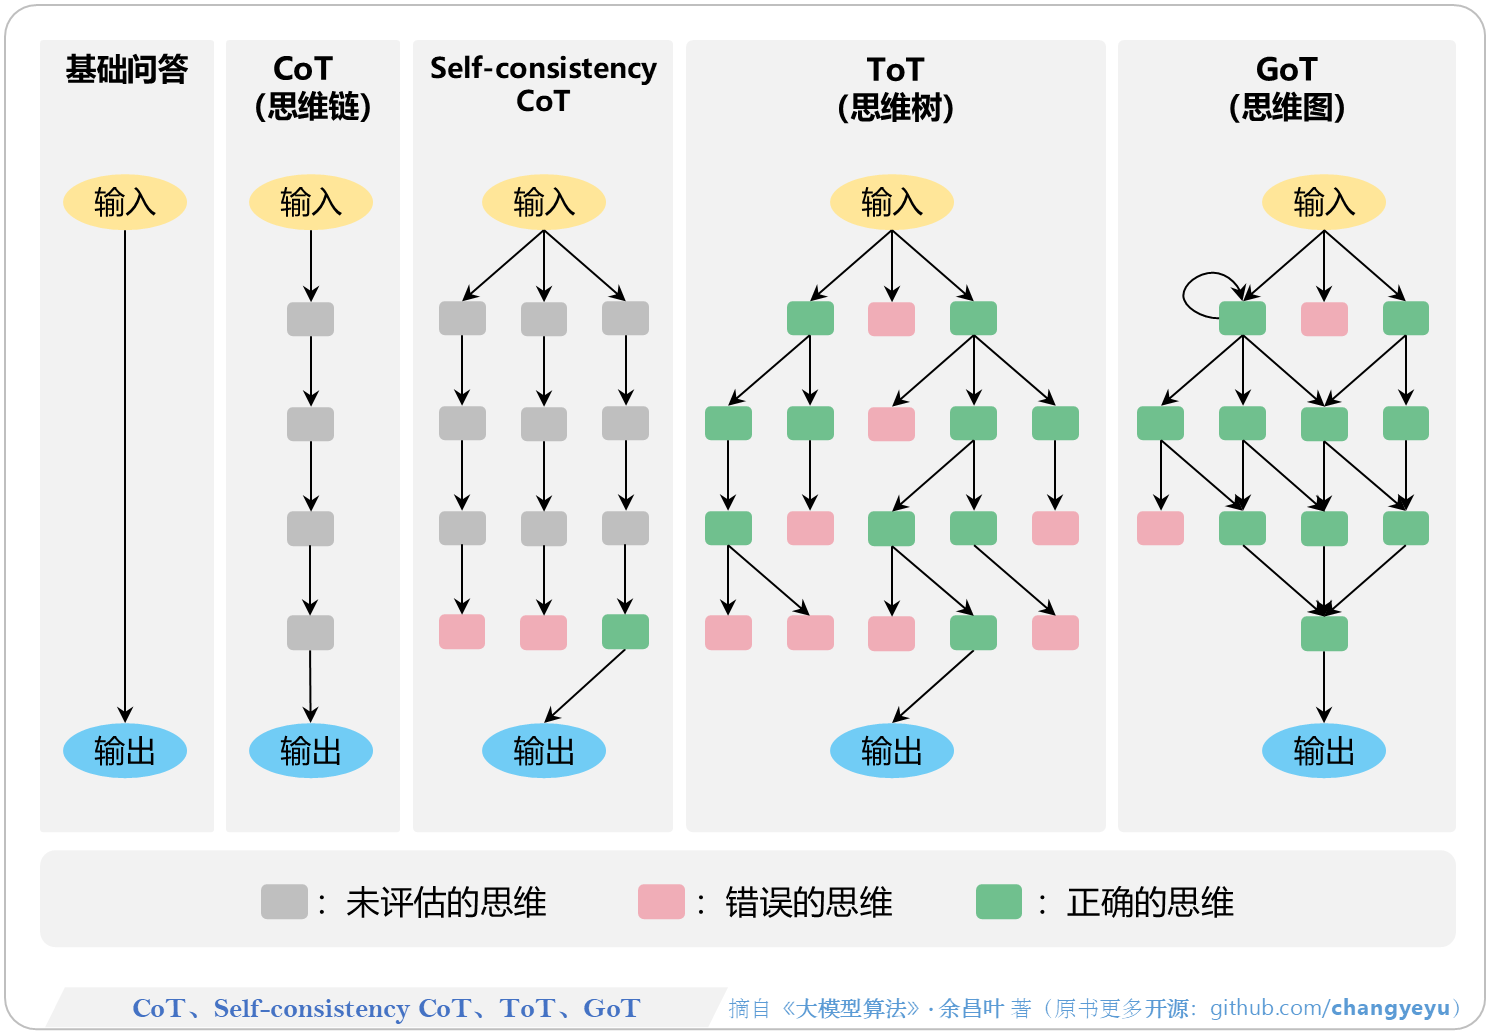 基础问答
CoT
（思维链）
Self-consistency
CoT
ToT
（思维树）
GoT
（思维图）
输入
输入
输入
输入
输入
输出
输出
输出
输出
输出
：未评估的思维
：错误的思维
：正确的思维
CoT、Self-consistency CoT、ToT、GoT
摘自《大模型算法》· 余昌叶 著（原书更多开源：github.com/changyeyu）